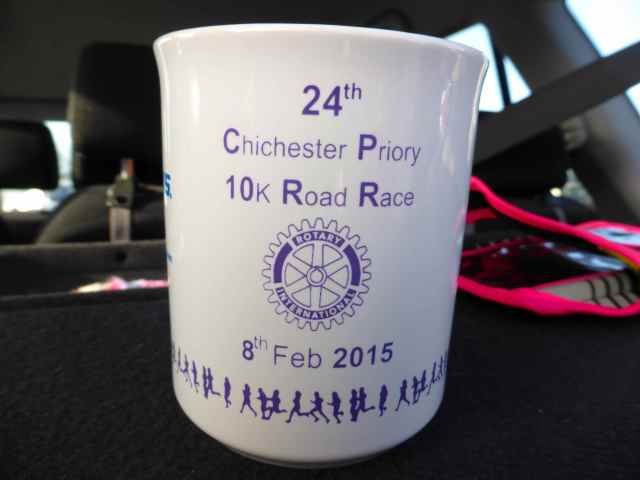 24th
Chichester Priory
10K Road Race
ROTARY
INTERNATIONAL
8th Feb 2015